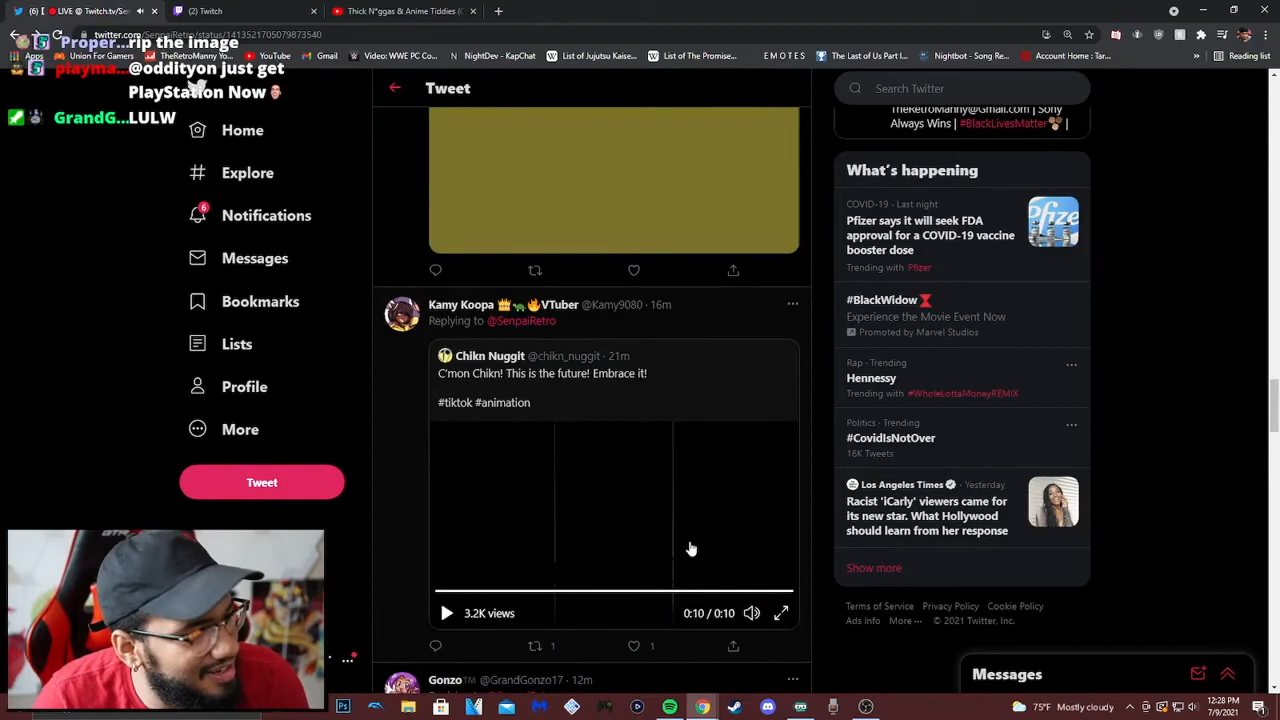 (6) [ LIVE @ Twitch.tv/Sen
(2) Twitch
Thick N*ggas & Anime Tiddies
twitter.com/SenpaiRetro/status/1413521705079873540
Apps
Union For Gamers
TheRetroManny Yo
YouTube
Gmail
Video: WWE PC Co...
NightDev - JayChat
List of Jujutsu Kaise...
List of The Promise...
D T E S
The Last of Us Part I...
Nightbot - Song Re...
Account Home : Tar...
Reading list
Proper... rip the image
playma... @oddityon just get
PlayStation Now
GrandG... LULW
Home
Explore
6
Notifications
Messages
Bookmarks
Lists
Profile
More
Tweet
Tweet
Kamy Koopa VTuber @Kamy9080 · 16m
Replying to @SenpaiRetro
Chikn Nuggit @chikn_nuggit · 21m
C'mon Chikn! This is the future! Embrace it!
#tiktok #animation
3.2K views
0:10 / 0:10
1
1
Gonzo™ @GrandGonzo17 · 12m
Search Twitter
TheRetroManny@Gmail.com | Sony
Always Wins | #BlackLivesMatter |
What's happening
COVID-19 · Last night
Pfizer says it will seek FDA
approval for a COVID-19 vaccine
booster dose
Trending with Pfizer
Pfizer
#BlackWidow
Experience the Movie Event Now
Promoted by Marvel Studios
Rap · Trending
Hennessy
Trending with #WholeLottaMoneyREMIX
Politics · Trending
#CovidIsNotOver
16K Tweets
Los Angeles Times · Yesterday
Racist 'iCarly' viewers came for
its new star. What Hollywood
should learn from her response
Show more
Terms of Service Privacy Policy Cookie Policy
Ads info More ··· © 2021 Twitter, Inc.
Messages
75°F Mostly cloudy
12:28 PM
7/9/2021